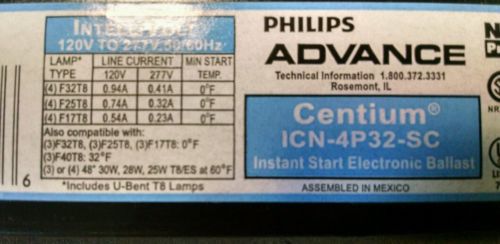 120V TO 277V 50/60Hz
LAMP* LINE CURRENT MIN START
TYPE 120V 277V TEMP.
(4) F32T8 0.94A 0.41A 0°F
(4) F25T8 0.74A 0.32A 0°F
(4) F17T8 0.54A 0.23A 0°F
Also compatible with:
(3)F32T8, (3)F25T8, (3)F17T8: 0°F
(3)F40T8: 32°F
(3) or (4) 48" 30W, 28W, 25W T8/ES at 60°F
*Includes U-Bent T8 Lamps
6
PHILIPS
ADVANCE
Technical Information 1.800.372.3331
Rosemont, IL
Centium®
ICN-4P32-SC
Instant Start Electronic Ballast
ASSEMBLED IN MEXICO